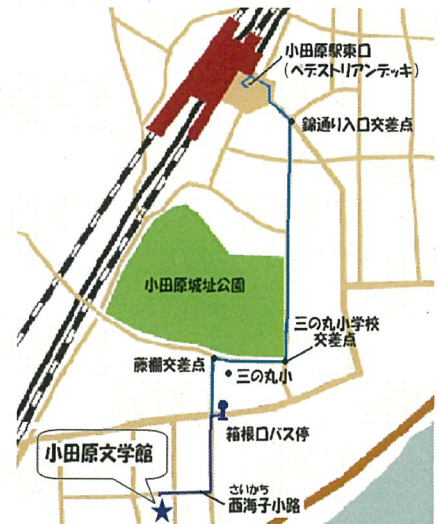 小田原駅東口
(ペデストリアンデッキ)
錦通り入口交差点
小田原城址公園
三の丸小学校
交差点
藤棚交差点
三の丸小
箱根口バス停
小田原文学館
さいかち
西海子小路